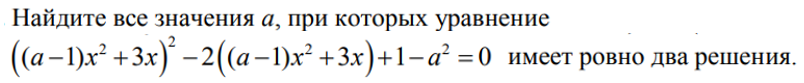 Найдите все значения a, при которых уравнение
((a−1)x²+3x)²−2((a−1)x²+3x)+1−a²=0 имеет ровно два решения.